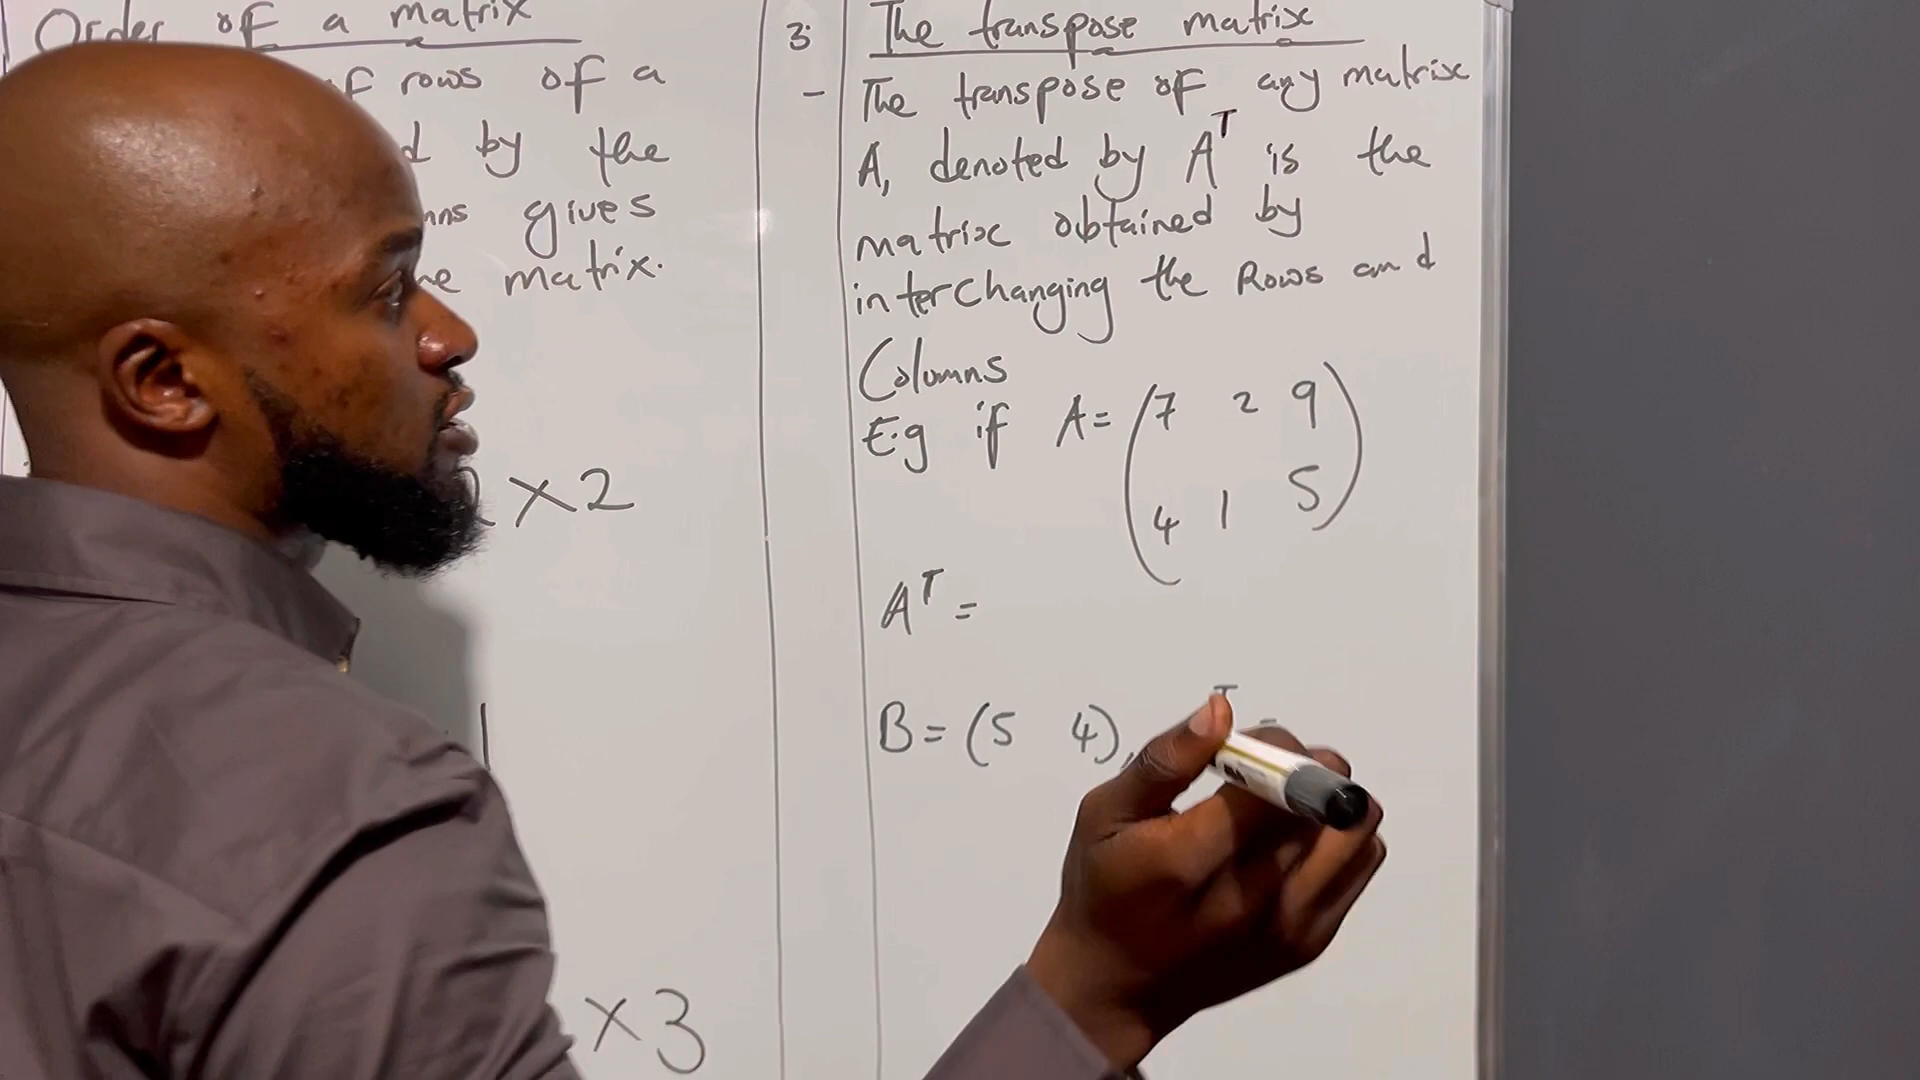 Order of a matrix
of rows of a
by the
gives
matrix.
×2
×3
3.
The transpose matrix
- The transpose of any matrix
A, denoted by A^T is the
matrix obtained by
interchanging the Rows and
Columns
E.g if A= (7 2 9
4 1 5)
A^T =
B = (5 4),